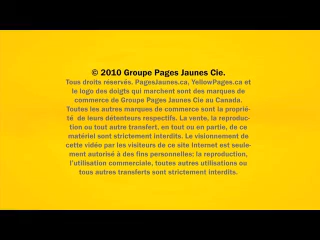 © 2010 Groupe Pages Jaunes Cie.
Tous droits réservés. PagesJaunes.ca, YellowPages.ca et
le logo des doigts qui marchent sont des marques de
commerce de Groupe Pages Jaunes Cie au Canada.
Toutes les autres marques de commerce sont la proprié-
té de leurs détenteurs respectifs. La vente, la reproduc-
tion ou tout autre transfert, en tout ou en partie, de ce
matériel sont strictement interdits. Le visionnement de
cette vidéo par les visiteurs de ce site Internet est seule-
ment autorisé à des fins personnelles; la reproduction,
l'utilisation commerciale, toutes autres utilisations ou
tous autres transferts sont strictement interdits.